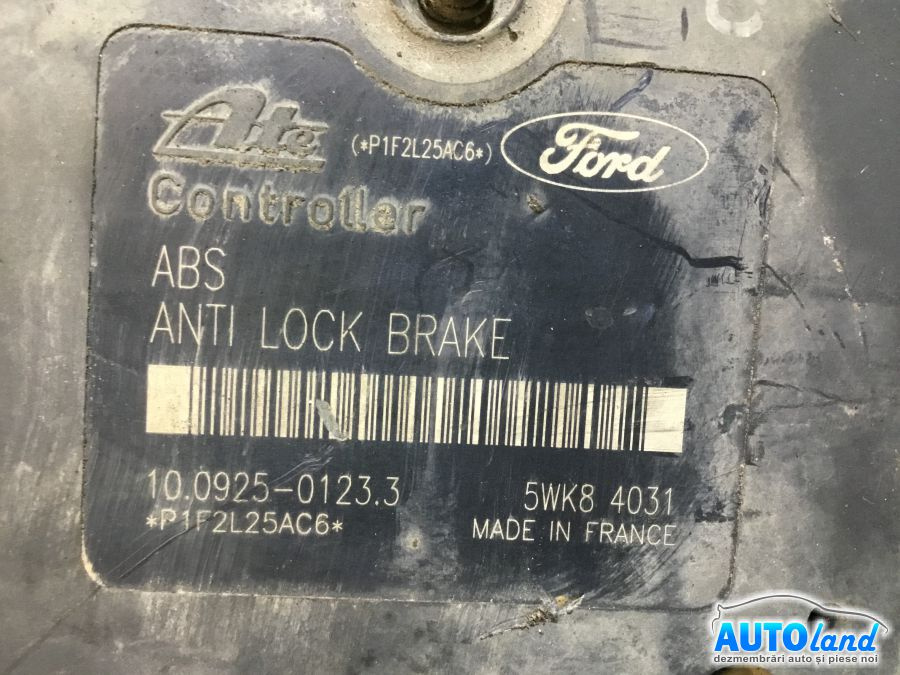 Ate (*P1F2L25AC6*) Ford
Controller
ABS
ANTI LOCK BRAKE
10.0925-0123.3 5WK8 4031
*P1F2L25AC6* MADE IN FRANCE
AUTOland
dezmembrări auto și piese noi